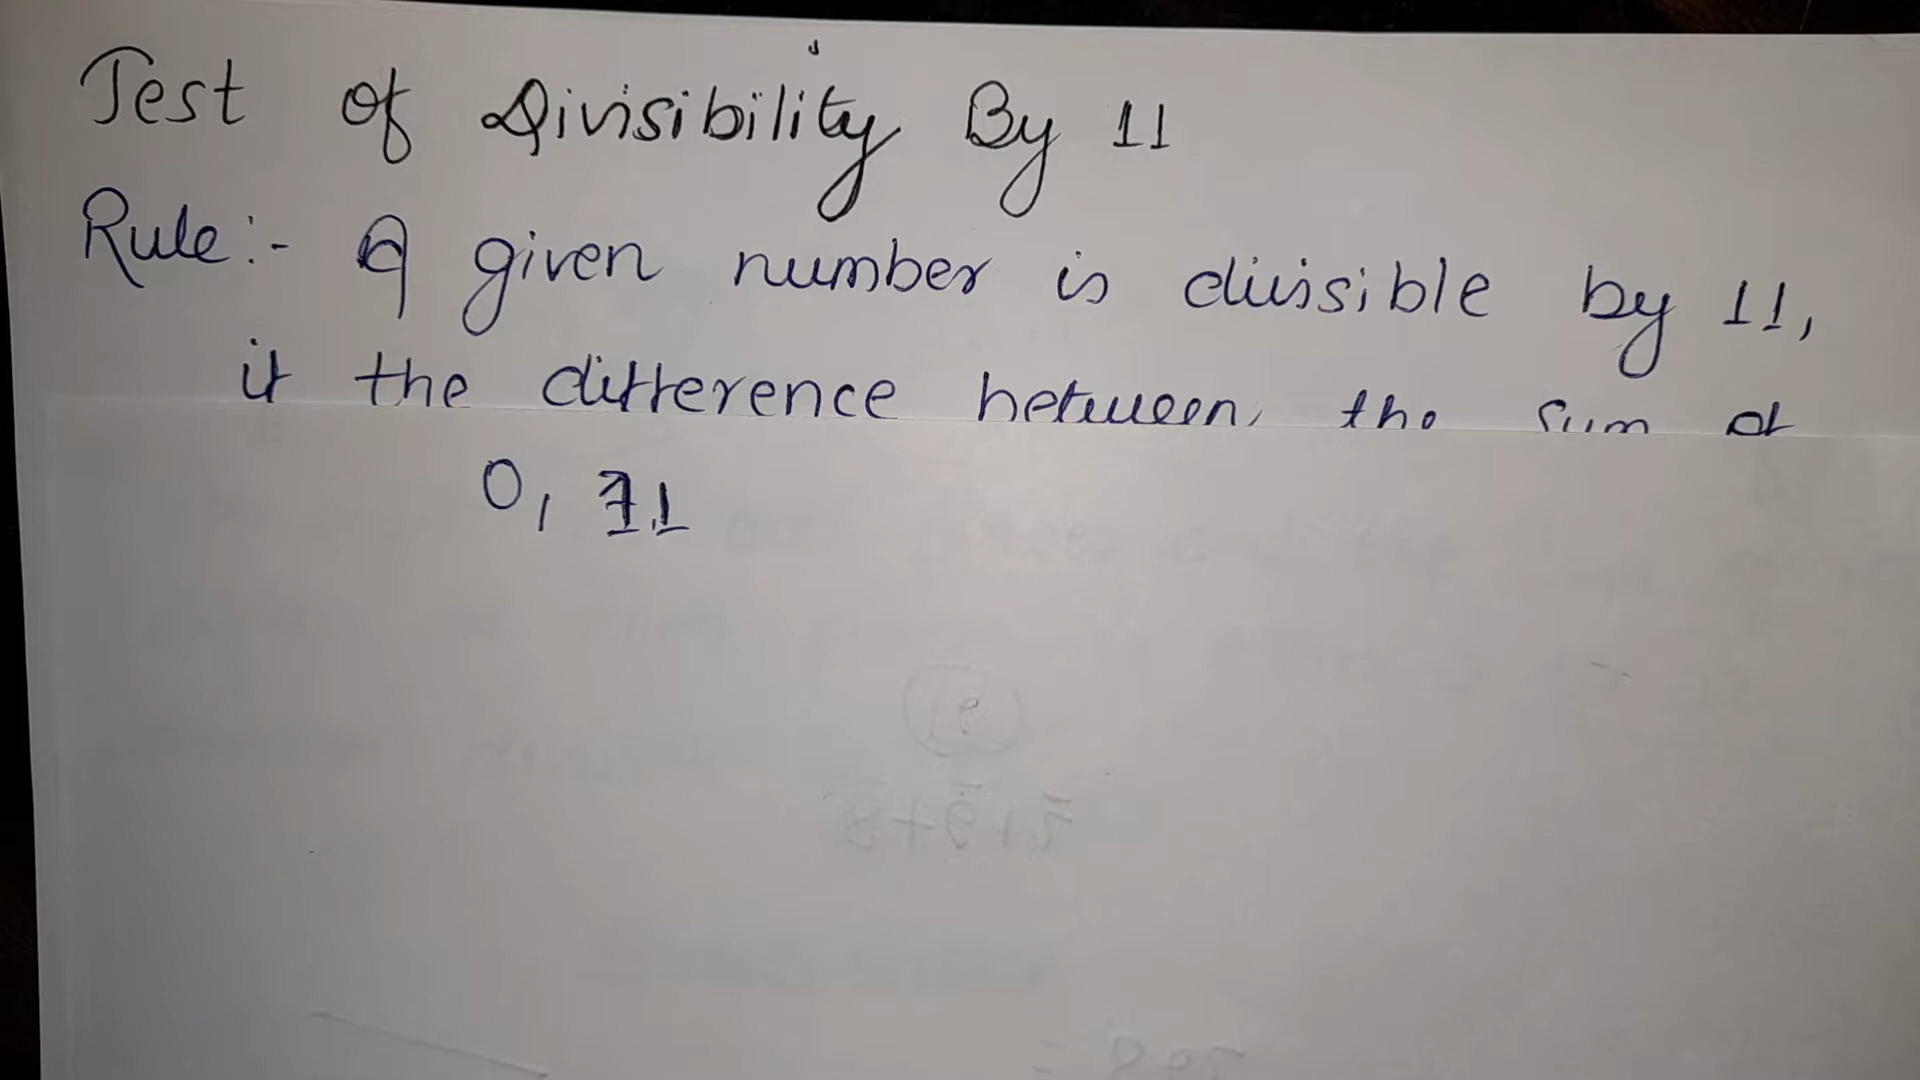 Test of Divisibility By 11
Rule:- A given number is divisible by 11,
if the difference between, the sum of
0, 11